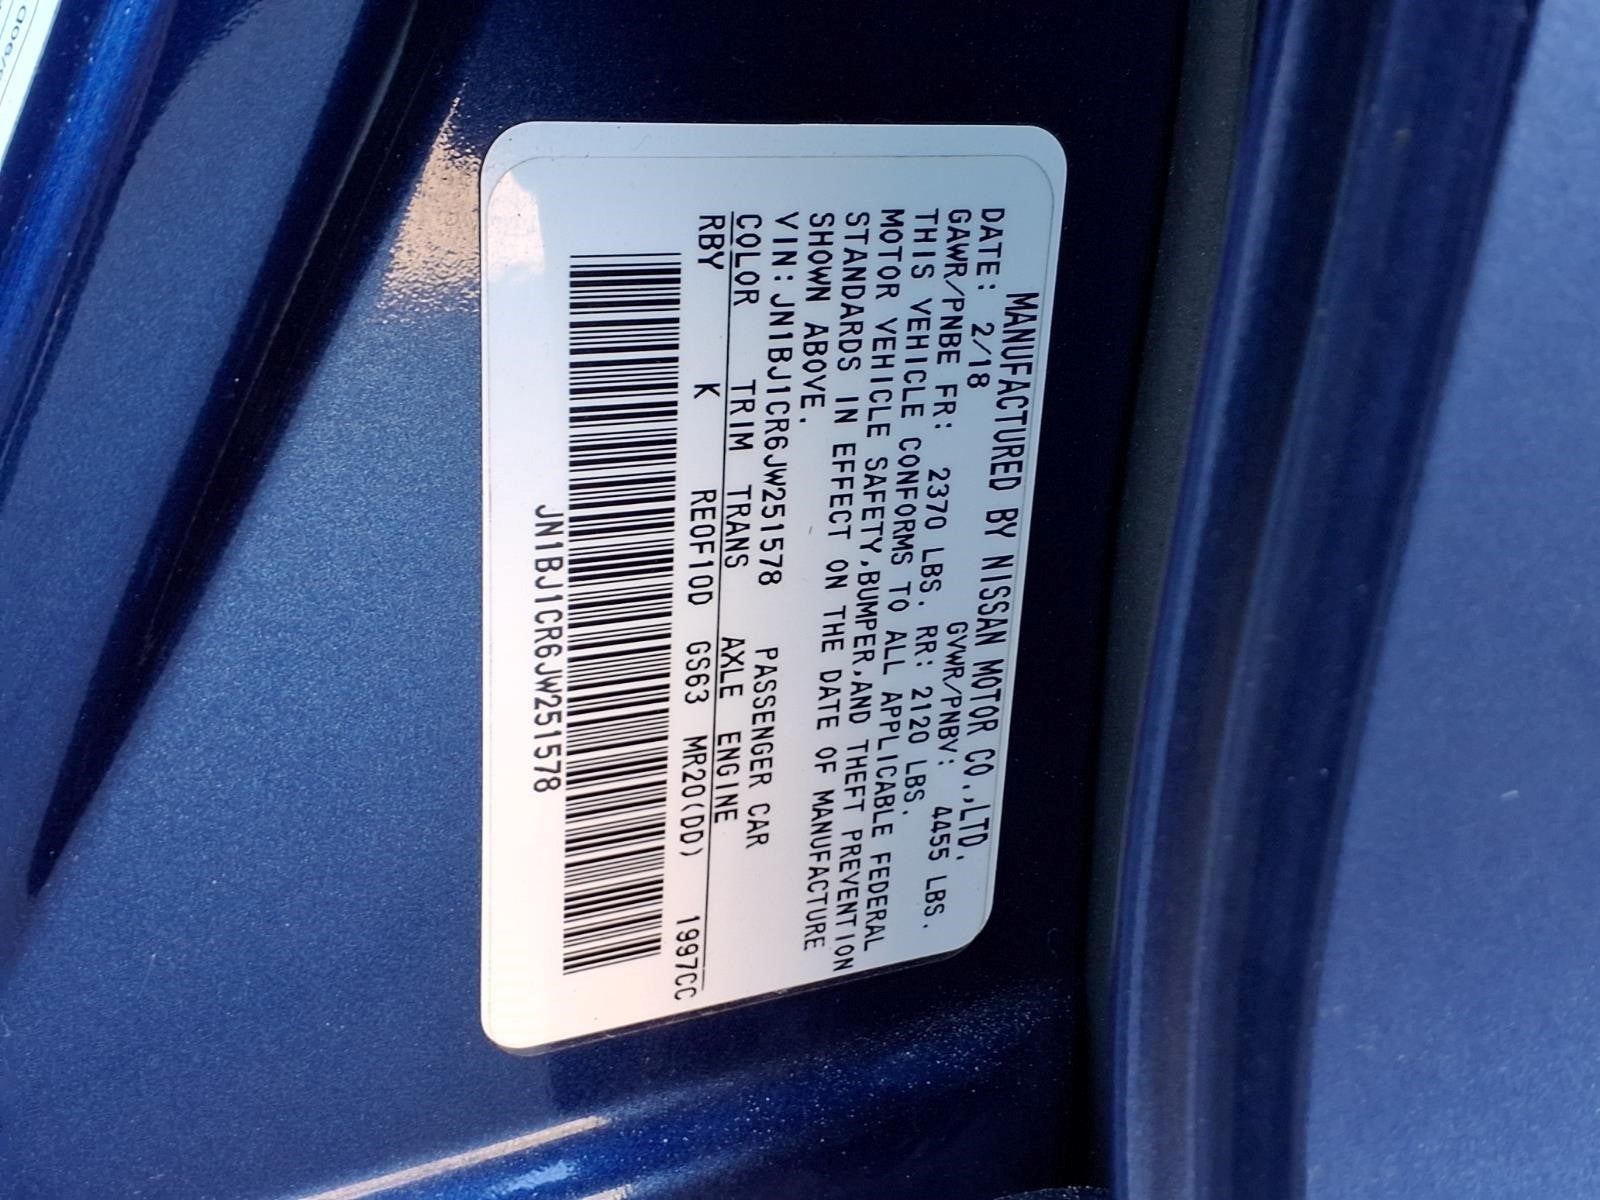 MANUFACTURED BY NISSAN MOTOR CO.,LTD.
DATE: 2/18 GVWR/PNBV: 4455 LBS.
GAWR/PNBE FR: 2370 LBS. RR: 2120 LBS.
THIS VEHICLE CONFORMS TO ALL APPLICABLE FEDERAL
MOTOR VEHICLE SAFETY,BUMPER,AND THEFT PREVENTION
STANDARDS IN EFFECT ON THE DATE OF MANUFACTURE
SHOWN ABOVE.
VIN:JN1BJ1CR6JW251578 PASSENGER CAR
COLOR TRIM TRANS AXLE ENGINE
RBY K RE0F10D GS63 MR20(DD) 1997CC
JN1BJ1CR6JW251578